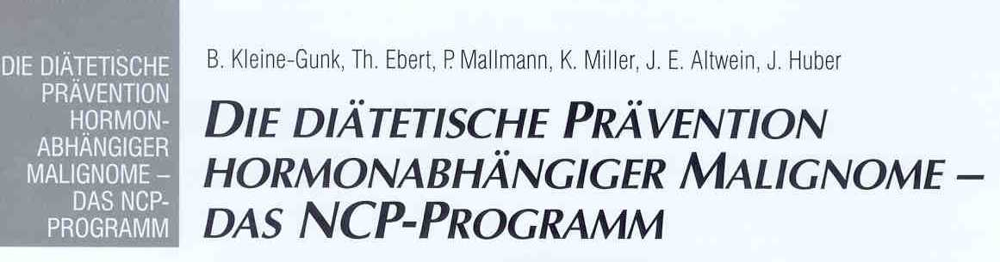 DIE DIÄTETISCHE
PRÄVENTION
HORMON-
ABHÄNGIGER
MALIGNOME –
DAS NCP-
PROGRAMM
B. Kleine-Gunk, Th. Ebert, P. Mallmann, K. Miller, J. E. Altwein, J. Huber
DIE DIÄTETISCHE PRÄVENTION
HORMONABHÄNGIGER MALIGNOME –
DAS NCP-PROGRAMM